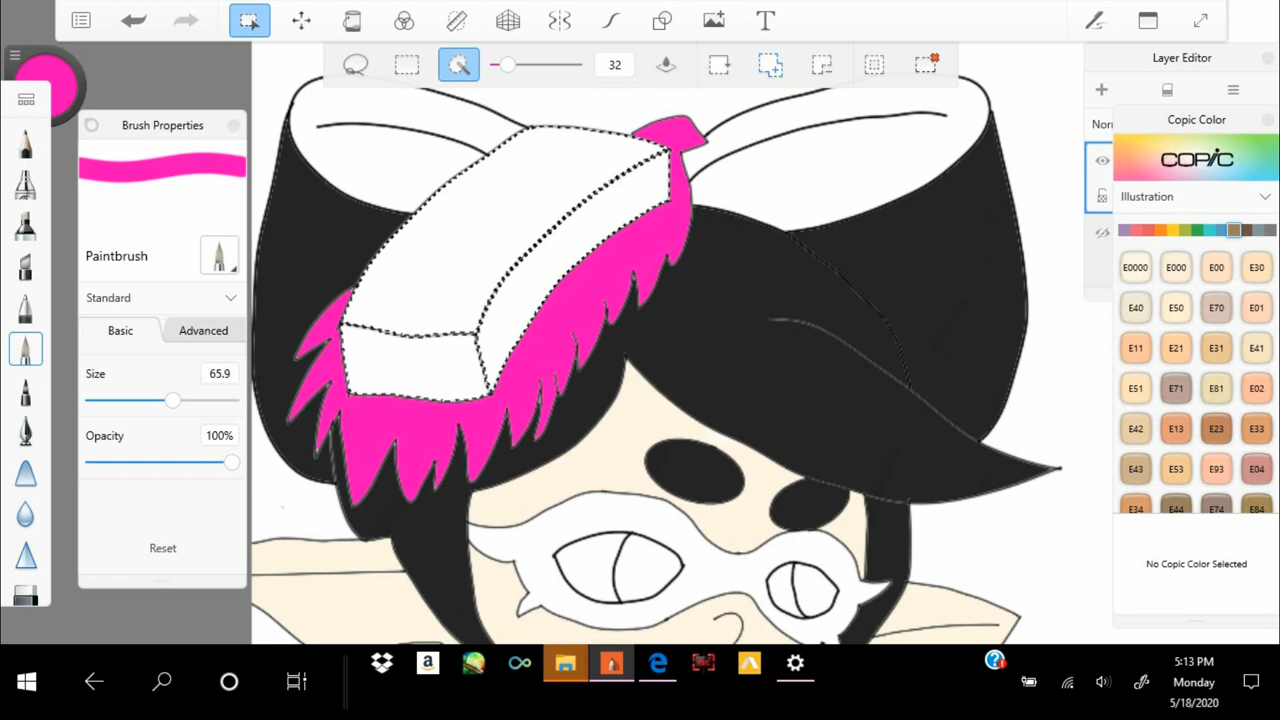 32
Layer Editor
Brush Properties
Nor
Copic Color
COPIC
Illustration
Paintbrush
Standard
Basic
Advanced
Size
65.9
Opacity
100%
Reset
E0000 E000 E00 E30
E40 E50 E70 E01
E11 E21 E31 E41
E51 E71 E81 E02
E42 E13 E23 E33
E43 E53 E93 E04
E34 E44 E74 E84
No Copic Color Selected
5:13 PM
Monday
5/18/2020